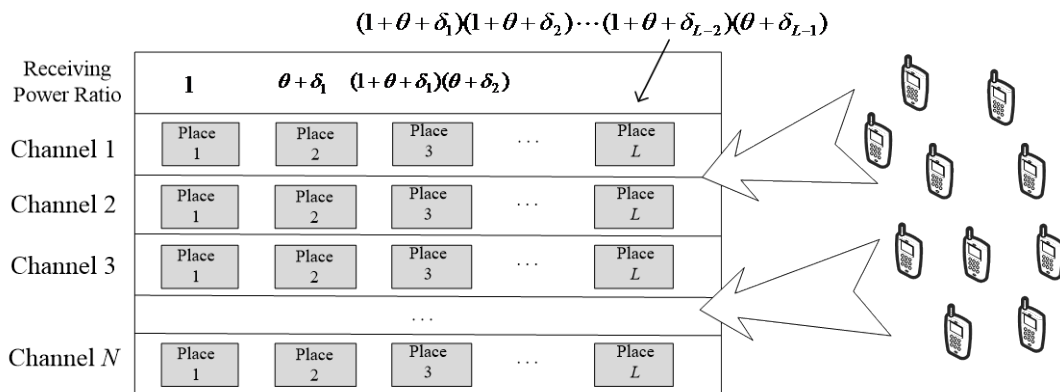 (1+θ+δ₁)(1+θ+δ₂)⋯(1+θ+δ_{L−2})(θ+δ_{L−1})
Receiving
Power Ratio
1 θ+δ₁ (1+θ+δ₁)(θ+δ₂)
Channel 1
Place 1 Place 2 Place 3 ... Place L
Channel 2
Place 1 Place 2 Place 3 ... Place L
Channel 3
Place 1 Place 2 Place 3 ... Place L
...
Channel N
Place 1 Place 2 Place 3 ... Place L